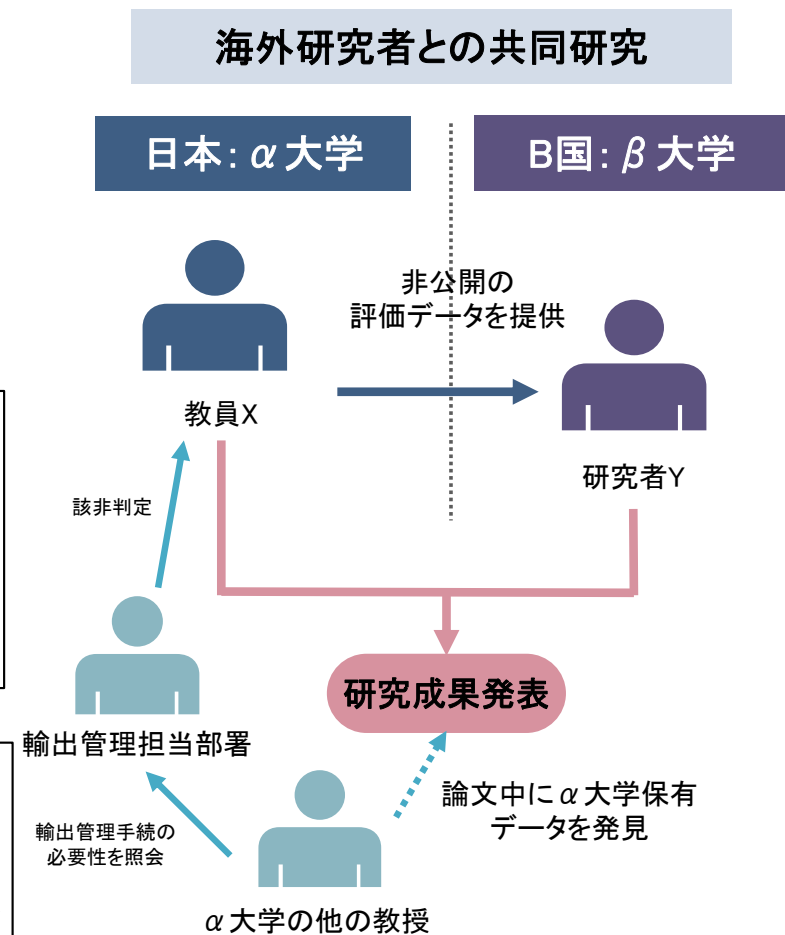 海外研究者との共同研究
日本：α大学
B国：β大学
非公開の
評価データを提供
教員X
研究者Y
該非判定
研究成果発表
輸出管理担当部署
論文中にα大学保有
データを発見
輸出管理手続の
必要性を照会
α大学の他の教授